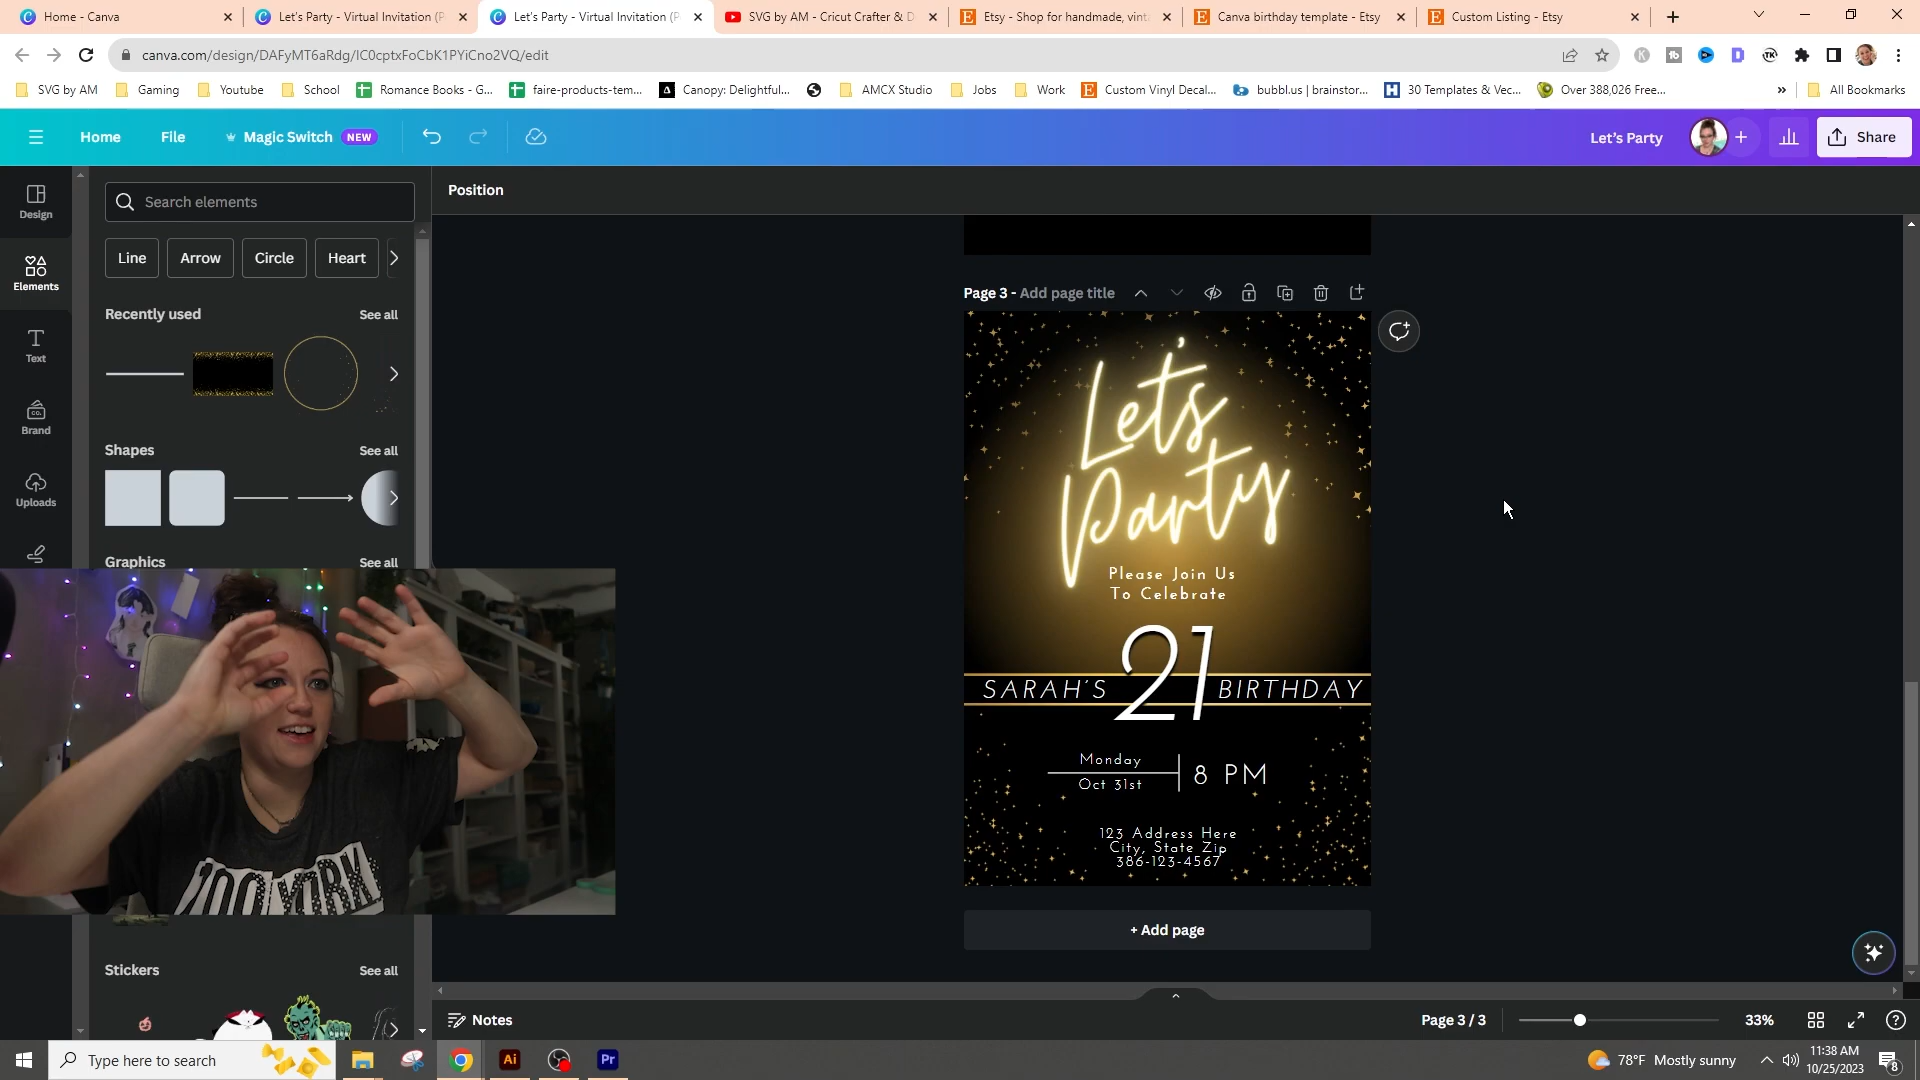 Home - Canva
Let's Party - Virtual Invitation (P
Let's Party - Virtual Invitation (P
SVG by AM - Cricut Crafter & D
Etsy - Shop for handmade, vint
Canva birthday template - Etsy
Custom Listing - Etsy
canva.com/design/DAFyMT6aRdg/IC0cptxFoCbK1PYiCno2VQ/edit
SVG by AM
Gaming
Youtube
School
Romance Books - G...
faire-products-tem...
Canopy: Delightful...
AMCX Studio
Jobs
Work
Custom Vinyl Decal...
bubbl.us | brainstor...
30 Templates & Vec...
Over 388,026 Free...
All Bookmarks
Home
File
Magic Switch NEW
Let's Party
Share
Design
Elements
Text
Brand
Uploads
Search elements
Line
Arrow
Circle
Heart
Recently used
See all
Shapes
See all
Graphics
See all
Stickers
See all
Position
Page 3 - Add page title
Let's
Party
Please Join Us
To Celebrate
SARAH'S 21 BIRTHDAY
Monday
Oct 31st
8 PM
123 Address Here
City, State Zip
386-123-4567
+ Add page
Notes
Page 3 / 3
33%
Type here to search
Ai
Pr
78°F Mostly sunny
11:38 AM
10/25/2023
8